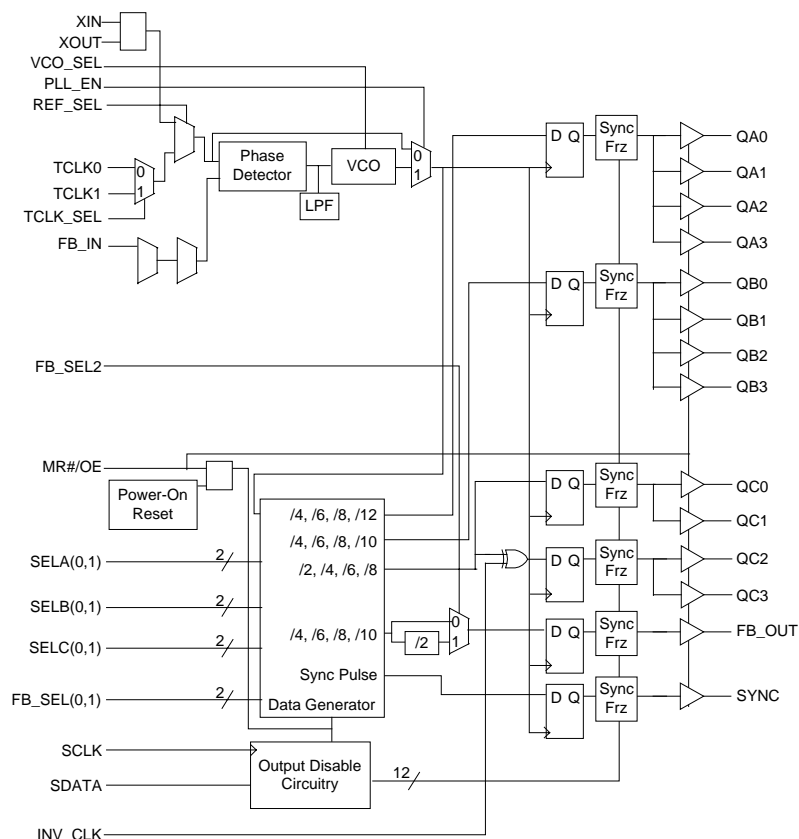 XIN
XOUT
VCO_SEL
PLL_EN
REF_SEL
TCLK0
TCLK1
TCLK_SEL
FB_IN
0
1
Phase
Detector
LPF
VCO
0
1
D Q
Sync
Frz
QA0
QA1
QA2
QA3
D Q
Sync
Frz
QB0
QB1
QB2
QB3
FB_SEL2
MR#/OE
Power-On
Reset
SELA(0,1)
2
SELB(0,1)
2
SELC(0,1)
2
FB_SEL(0,1)
2
/4, /6, /8, /12
/4, /6, /8, /10
/2, /4, /6, /8
/4, /6, /8, /10
/2
0
1
Sync Pulse
Data Generator
D Q
Sync
Frz
QC0
QC1
D Q
Sync
Frz
QC2
QC3
D Q
Sync
Frz
FB_OUT
D Q
Sync
Frz
SYNC
SCLK
SDATA
Output Disable
Circuitry
12
INV_CLK